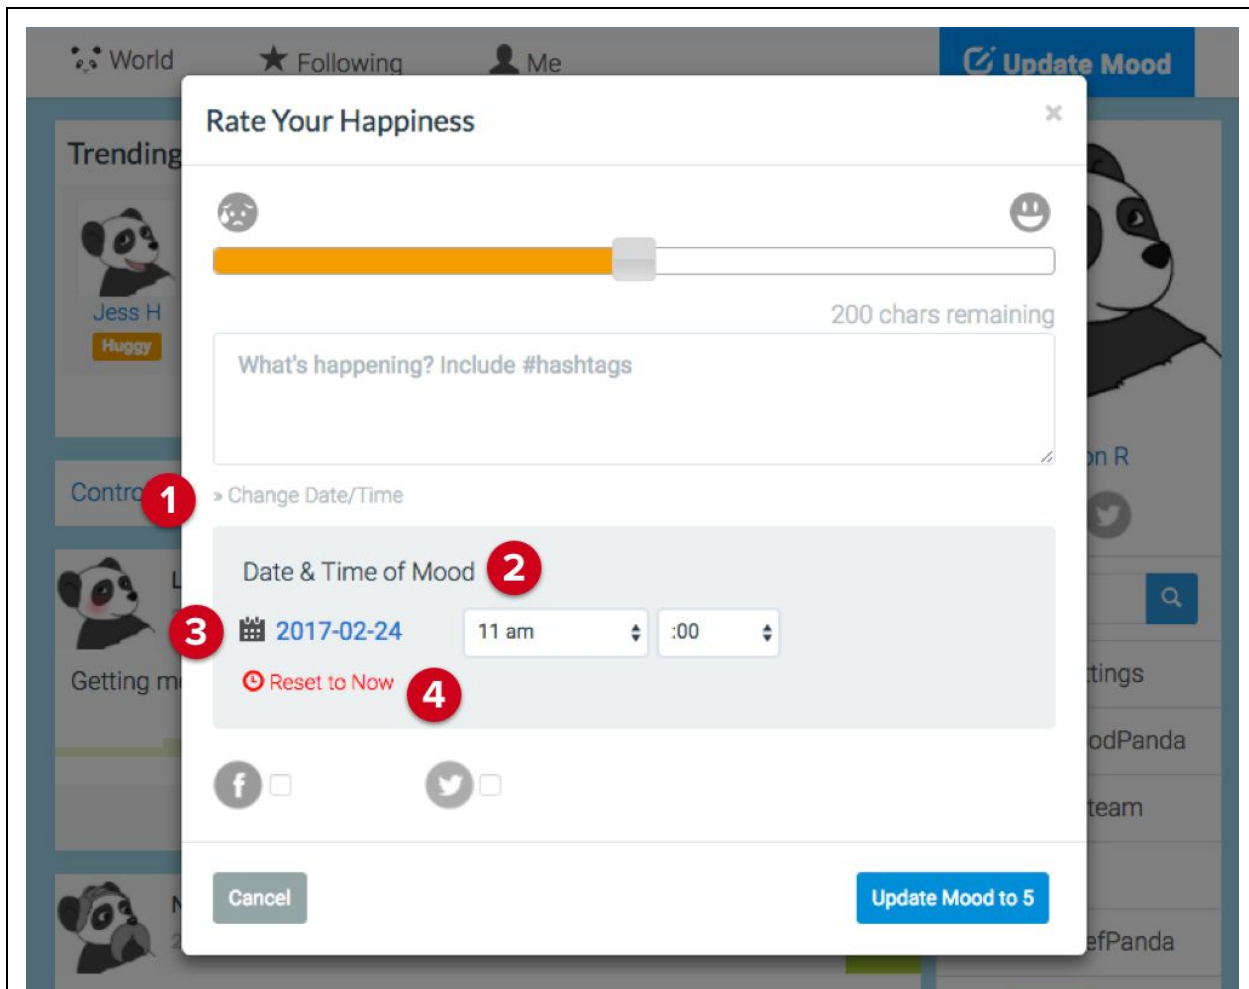 World Following Me Update Mood
Rate Your Happiness ×
Trending
Jess H
Huggy
200 chars remaining
What's happening? Include #hashtags
on R
Contro 1 » Change Date/Time
Date & Time of Mood 2
3 2017-02-24 11 am :00
Reset to Now 4
Getting m
ttings
odPanda
team
Cancel Update Mood to 5
efPanda